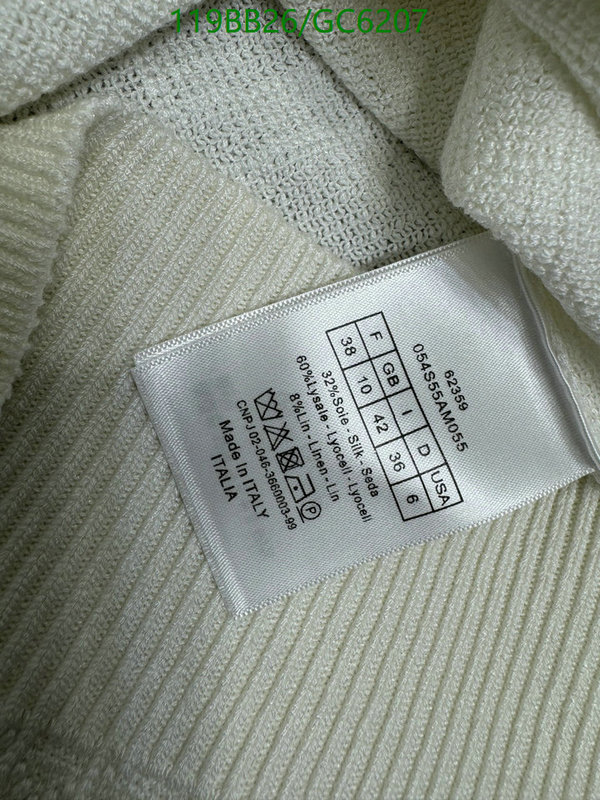 119BB26/GC6207
62359
054S55AM055
F GB I D USA
38 10 42 36 6
32%Soie - Silk - Seda
60%Lysale - Lyocell - Lyocell
8%Lin - Linen - Lin
P
CNPJ02-046-3660003-99
Made In ITALY
ITALIA